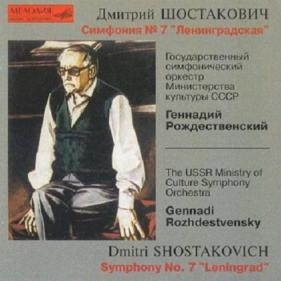 МЕЛОДИЯ
Дмитрий ШОСТАКОВИЧ
Симфония № 7 "Ленинградская"
Государственный
симфонический
оркестр
Министерства
культуры СССР
Геннадий
Рождественский
The USSR Ministry of
Culture Symphony
Orchestra
Gennadi
Rozhdestvensky
Dmitri SHOSTAKOVICH
Symphony No. 7 "Leningrad"